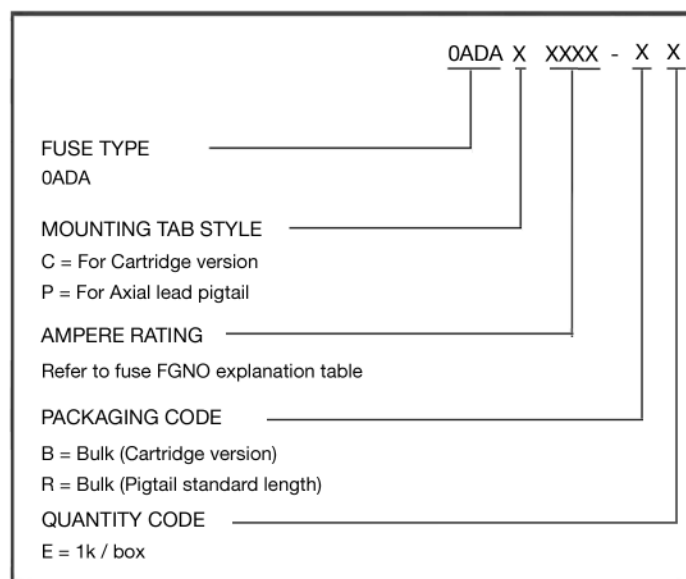 0ADA X XXXX - X X
FUSE TYPE
0ADA
MOUNTING TAB STYLE
C = For Cartridge version
P = For Axial lead pigtail
AMPERE RATING
Refer to fuse FGNO explanation table
PACKAGING CODE
B = Bulk (Cartridge version)
R = Bulk (Pigtail standard length)
QUANTITY CODE
E = 1k / box